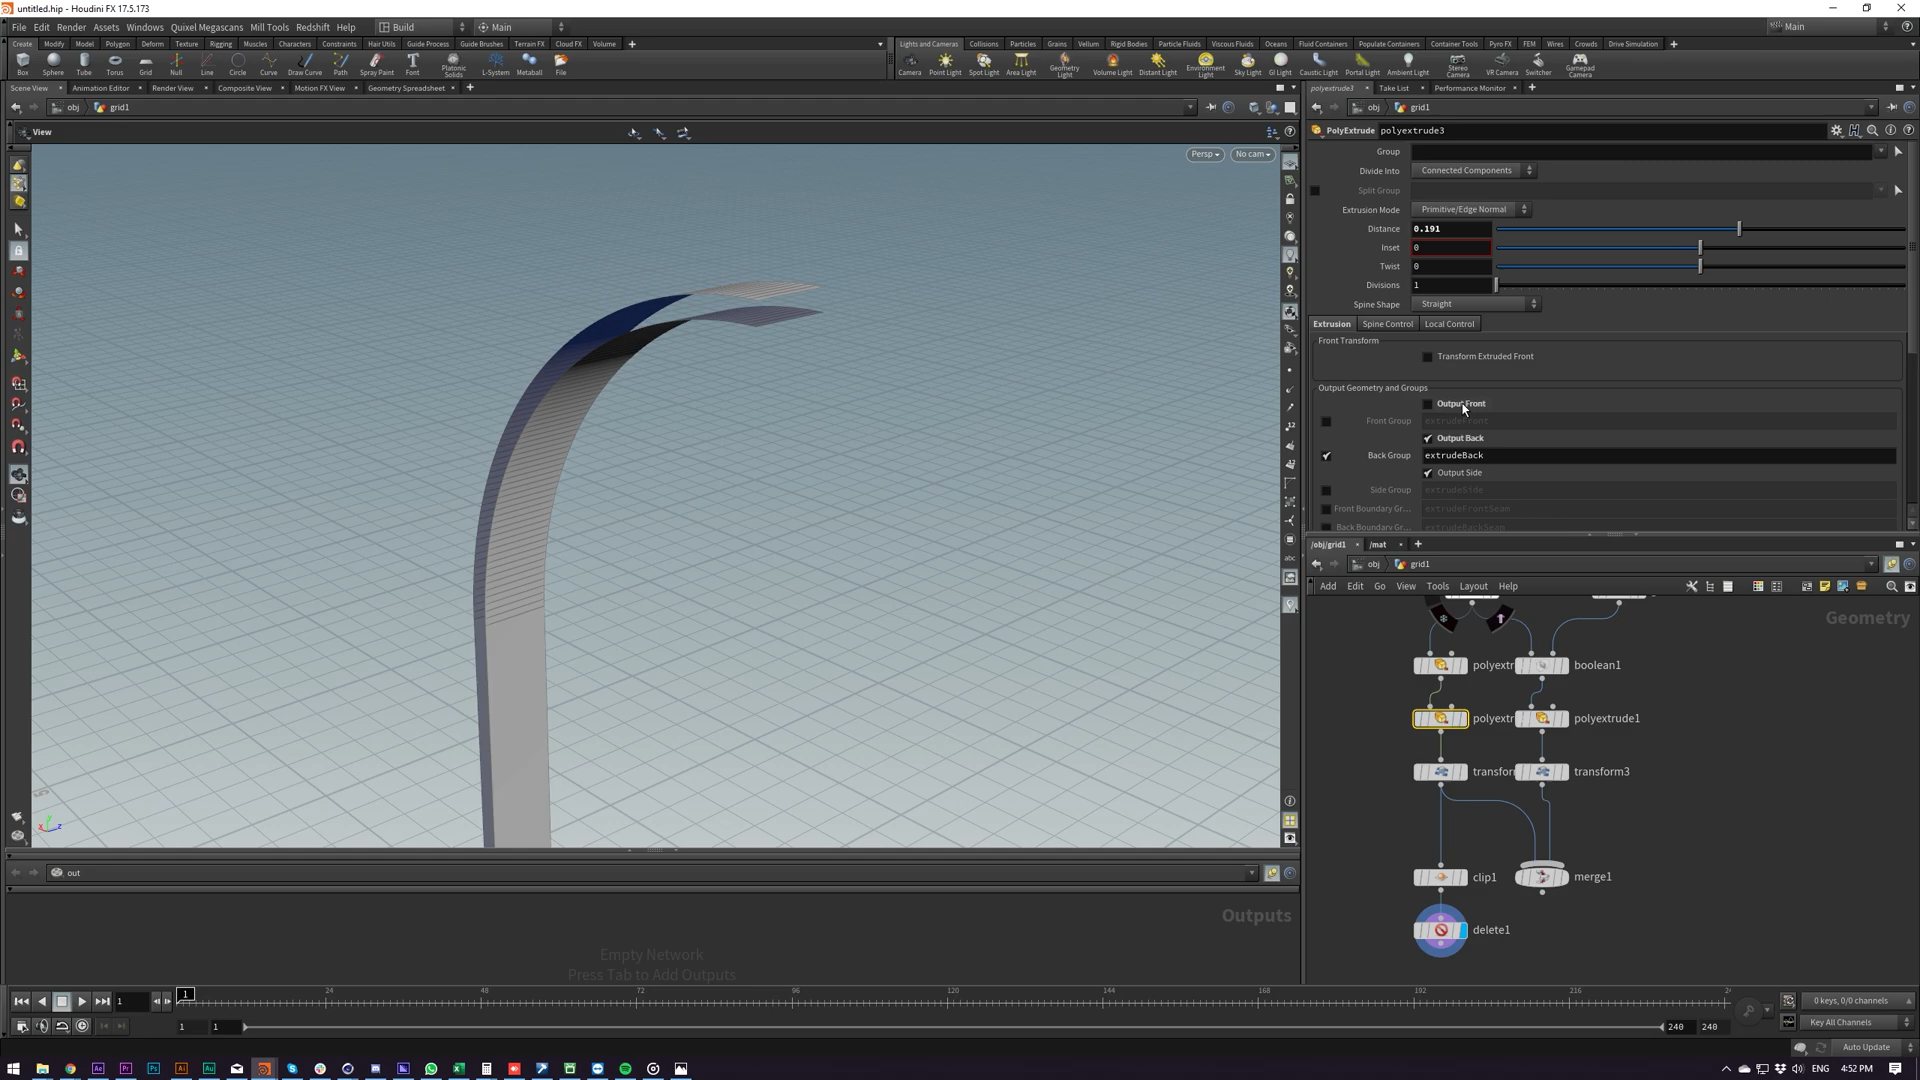 untitled.hip - Houdini FX 17.5.173
File Edit Render Assets Windows Quixel Megascans Mill Tools Redshift Help Build Main Main
Create Modify Model Polygon Deform Texture Rigging Muscles Characters Constraints Hair Utils Guide Process Guide Brushes Terrain FX Cloud FX Volume
Lights and Cameras Collisions Particles Grains Vellum Rigid Bodies Particle Fluids Viscous Fluids Oceans Fluid Containers Populate Containers Container Tools Pyro FX FEM Wires Crowds Drive Simulation
Box Sphere Tube Torus Grid Null Line Circle Curve Draw Curve Path Spray Paint Font Platonic Solids L-System Metaball File
Camera Point Light Spot Light Area Light Geometry Light Volume Light Distant Light Environment Light Sky Light GI Light Caustic Light Portal Light Ambient Light Stereo Camera VR Camera Switcher Gamepad Camera
Scene View Animation Editor Render View Composite View Motion FX View Geometry Spreadsheet
polyextrude3 Take List Performance Monitor
obj grid1
obj grid1
View
Persp No cam
PolyExtrude polyextrude3
Group
Divide Into Connected Components
Split Group
Extrusion Mode Primitive/Edge Normal
Distance 0.191
Inset 0
Twist 0
Divisions 1
Spine Shape Straight
Extrusion Spine Control Local Control
Front Transform
Transform Extruded Front
Output Geometry and Groups
Output Front
Front Group extrudeFront
Output Back
Back Group extrudeBack
Output Side
Side Group extrudeSide
Front Boundary Gr... extrudeFrontSeam
Back Boundary Gr... extrudeBackSeam
/obj/grid1 /mat
obj grid1
Add Edit Go View Tools Layout Help
Geometry
polyextr boolean1
polyextr polyextrude1
transfor transform3
clip1 merge1
delete1
out
Outputs
Empty Network
Press Tab to Add Outputs
1 1 24 48 72 96 120 144 168 192 216
0 keys, 0/0 channels
1 1 240 240
Key All Channels
Auto Update
ENG 4:52 PM